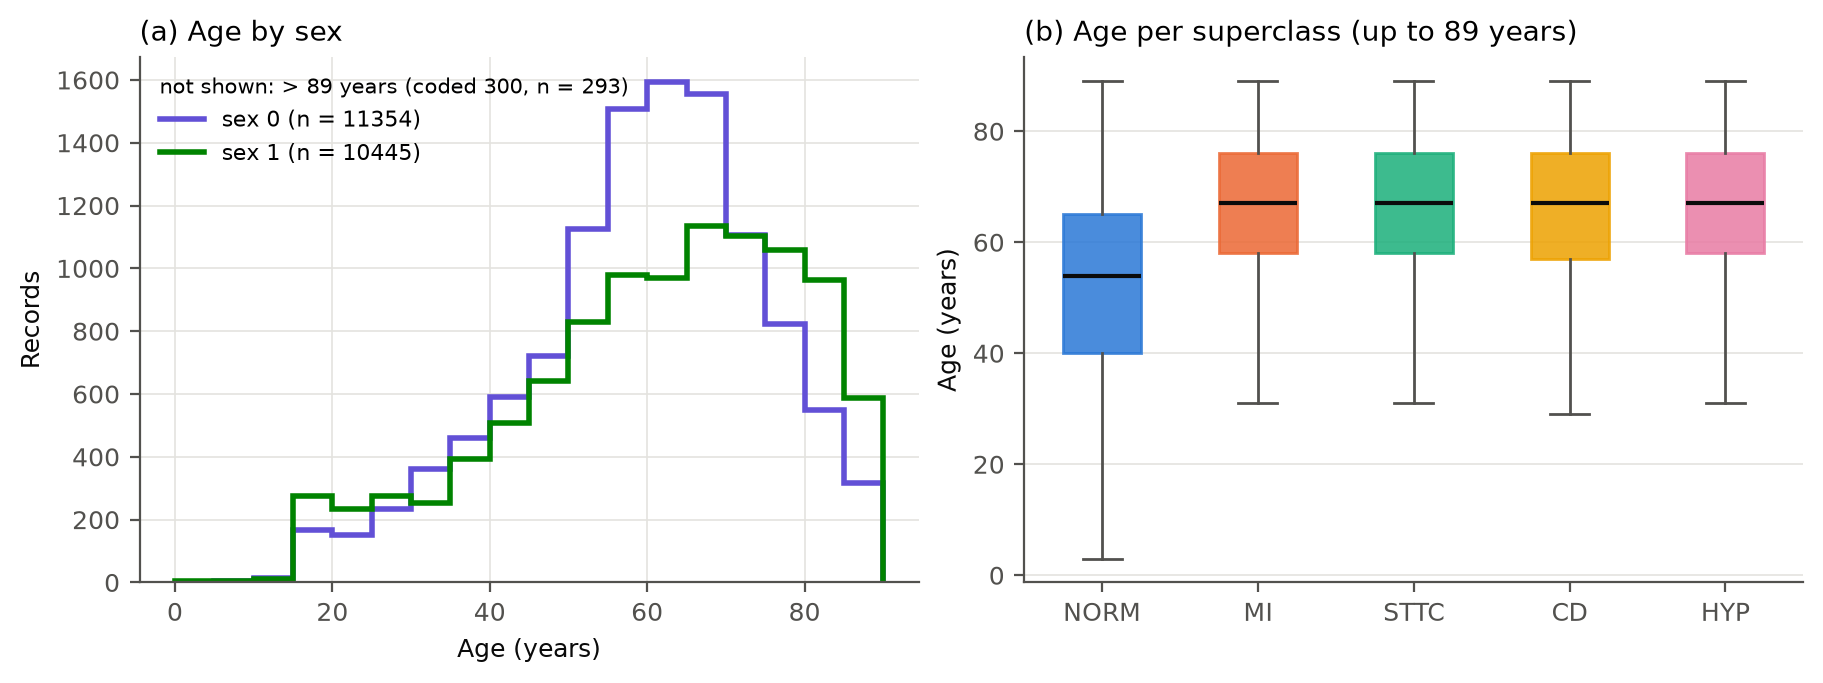 (a) Age by sex
1600
1400
1200
1000
800
600
400
200
0
Records
not shown: > 89 years (coded 300, n = 293)
sex 0 (n = 11354)
sex 1 (n = 10445)
0 20 40 60 80
Age (years)
(b) Age per superclass (up to 89 years)
80
60
40
20
0
Age (years)
NORM MI STTC CD HYP